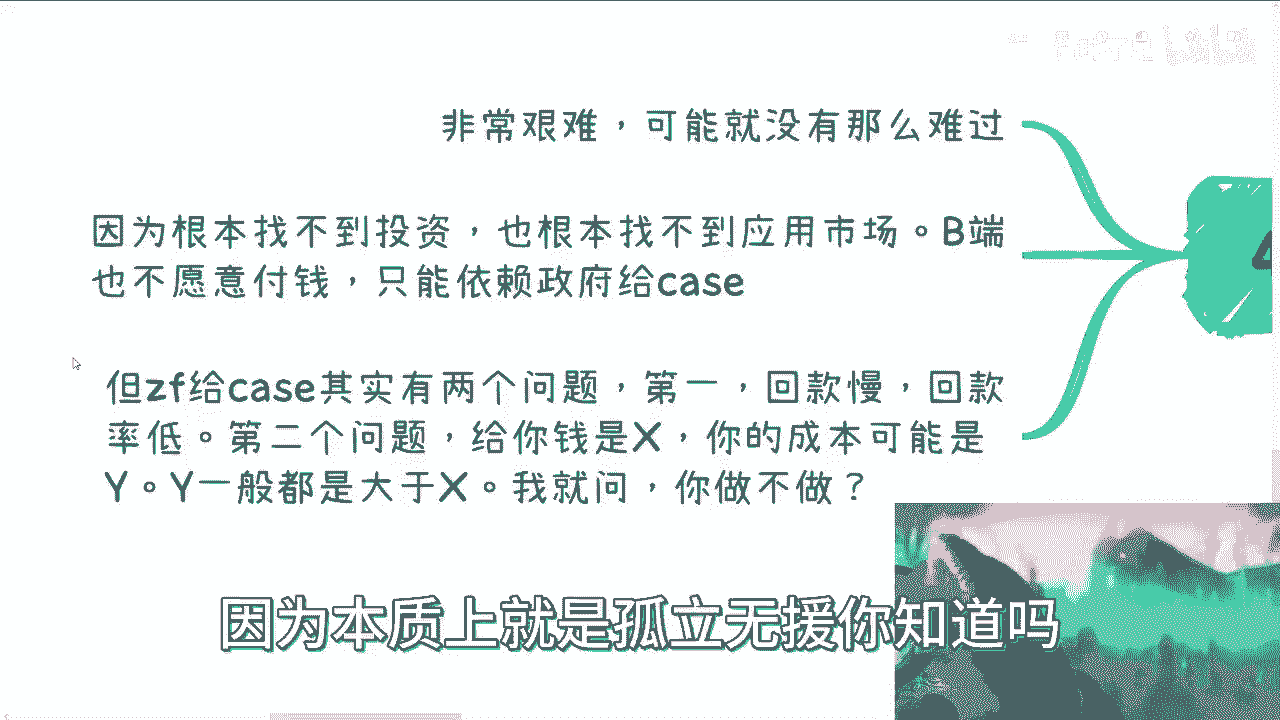 非常艰难，可能就没有那么难过
因为根本找不到投资，也根本找不到应用市场。B端
也不愿意付钱，只能依赖政府给case
但zf给case其实有两个问题，第一，回款慢，回款
率低。第二个问题，给你钱是X，你的成本可能是
Y。Y一般都是大于X。我就问，你做不做？
因为本质上就是孤立无援你知道吗